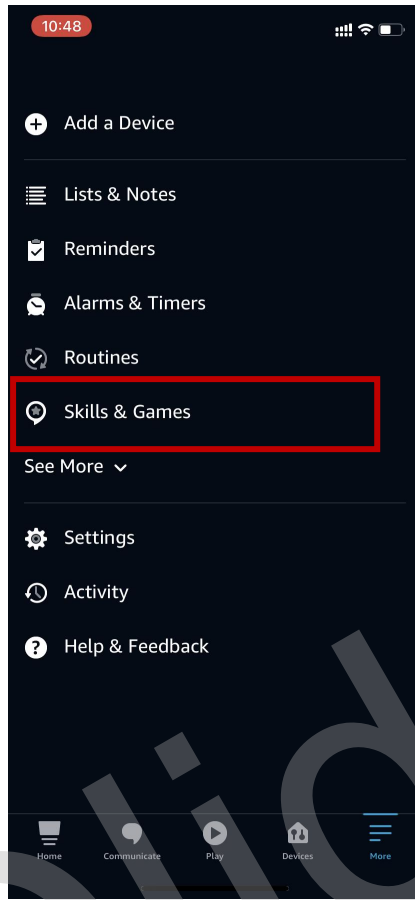 10:48
Add a Device
Lists & Notes
Reminders
Alarms & Timers
Routines
Skills & Games
See More
Settings
Activity
Help & Feedback
Home Communicate Play Devices More